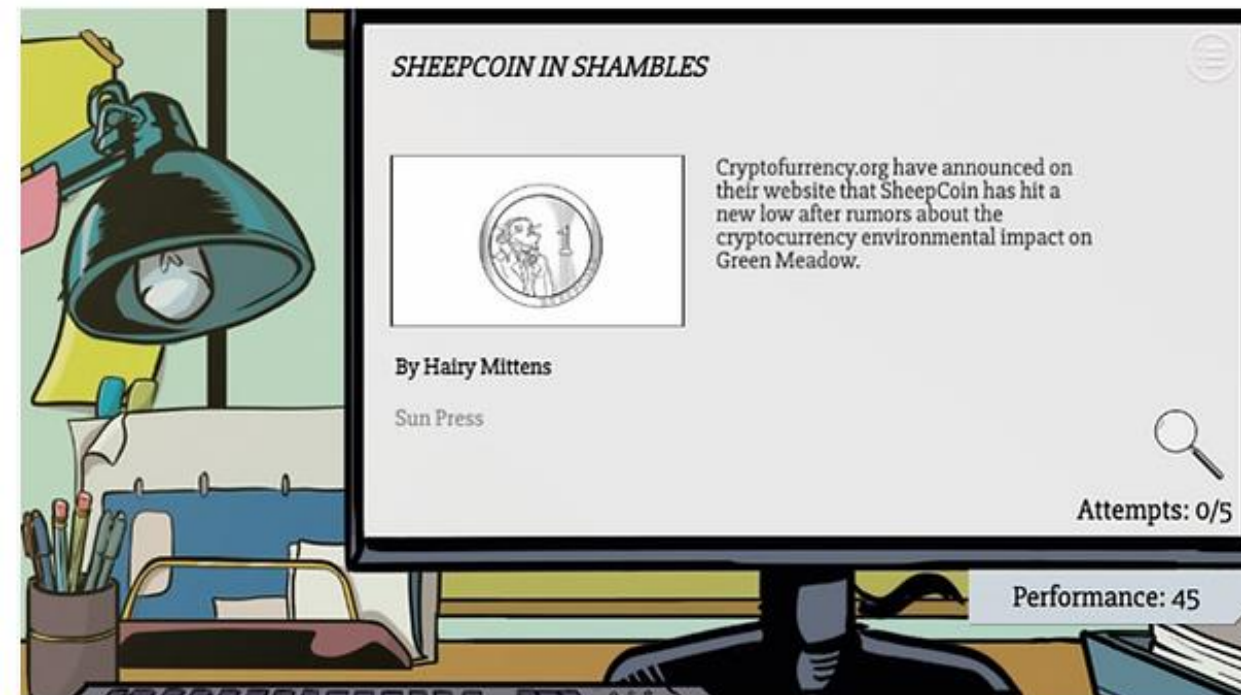 SHEEPCOIN IN SHAMBLES
Cryptofurrency.org have announced on
their website that SheepCoin has hit a
new low after rumors about the
cryptocurrency environmental impact on
Green Meadow.
1
By Hairy Mittens
Sun Press
Attempts: 0/5
Performance: 45